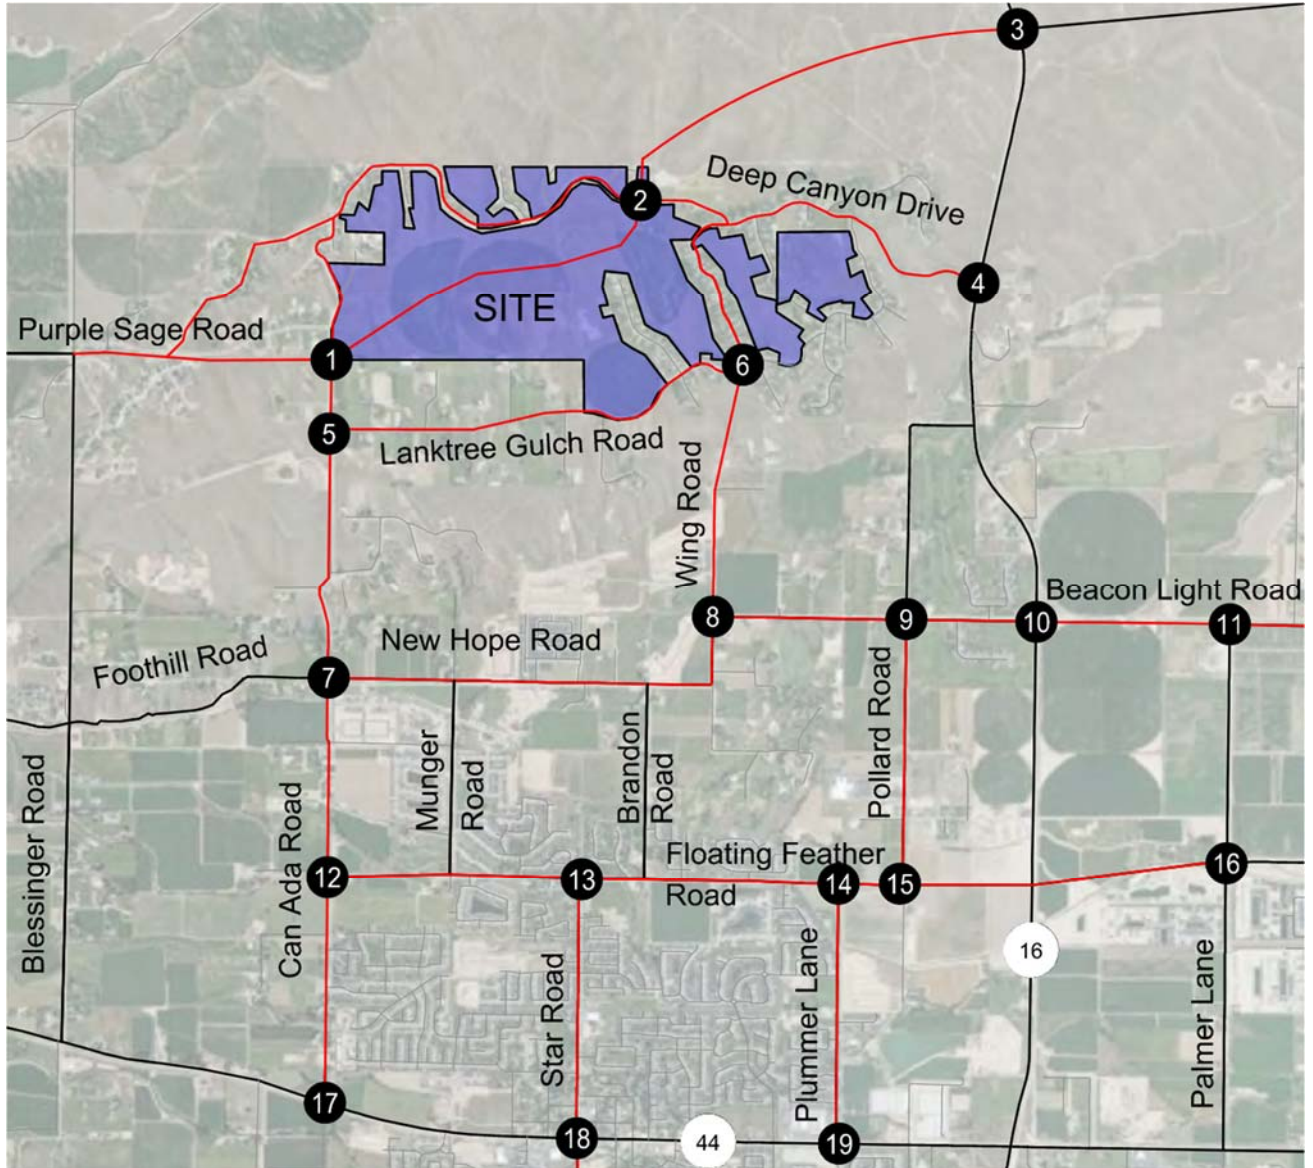 3
2
Deep Canyon Drive
4
SITE
Purple Sage Road
1
6
5
Lanktree Gulch Road
Wing Road
Beacon Light Road
8
9
10
11
New Hope Road
Foothill Road
7
Pollard Road
Munger
Road
Brandon
Road
Blessinger Road
Can Ada Road
Floating Feather
Road
12
13
14
15
16
16
Star Road
Plummer Lane
Palmer Lane
17
18
44
19